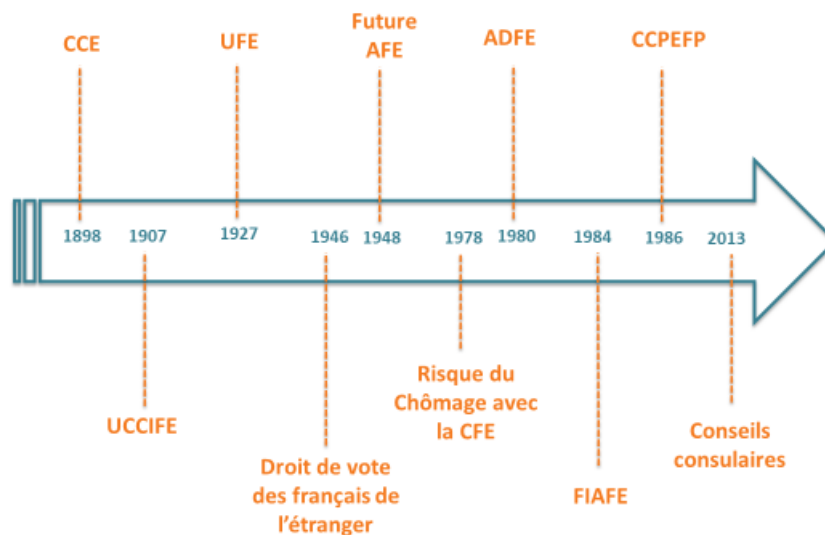 Future
AFE
CCE
UFE
ADFE
CCPEFP
1898
1907
1927
1946
1948
1978
1980
1984
1986
2013
UCCIFE
Risque du
Chômage avec
la CFE
Droit de vote
des français de
l'étranger
FIAFE
Conseils
consulaires